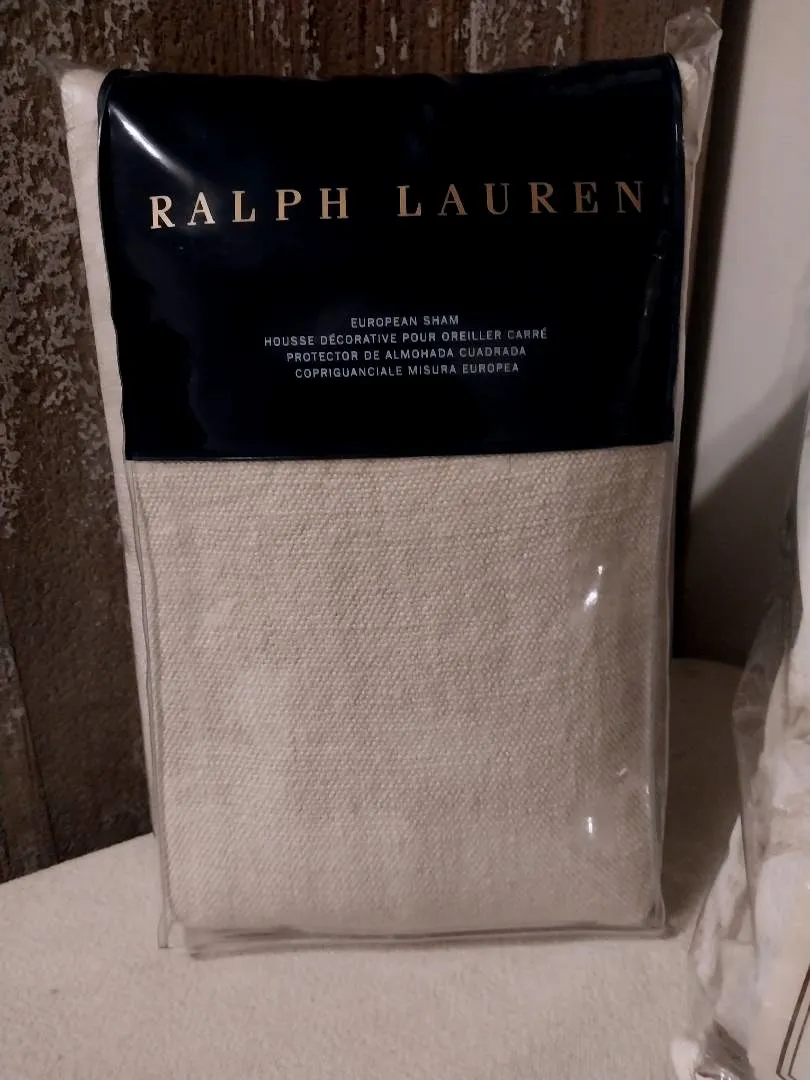 RALPH LAUREN
EUROPEAN SHAM
HOUSSE DÉCORATIVE POUR OREILLER CARRÉ
PROTECTOR DE ALMOHADA CUADRADA
COPRIGUANCIALE MISURA EUROPEA